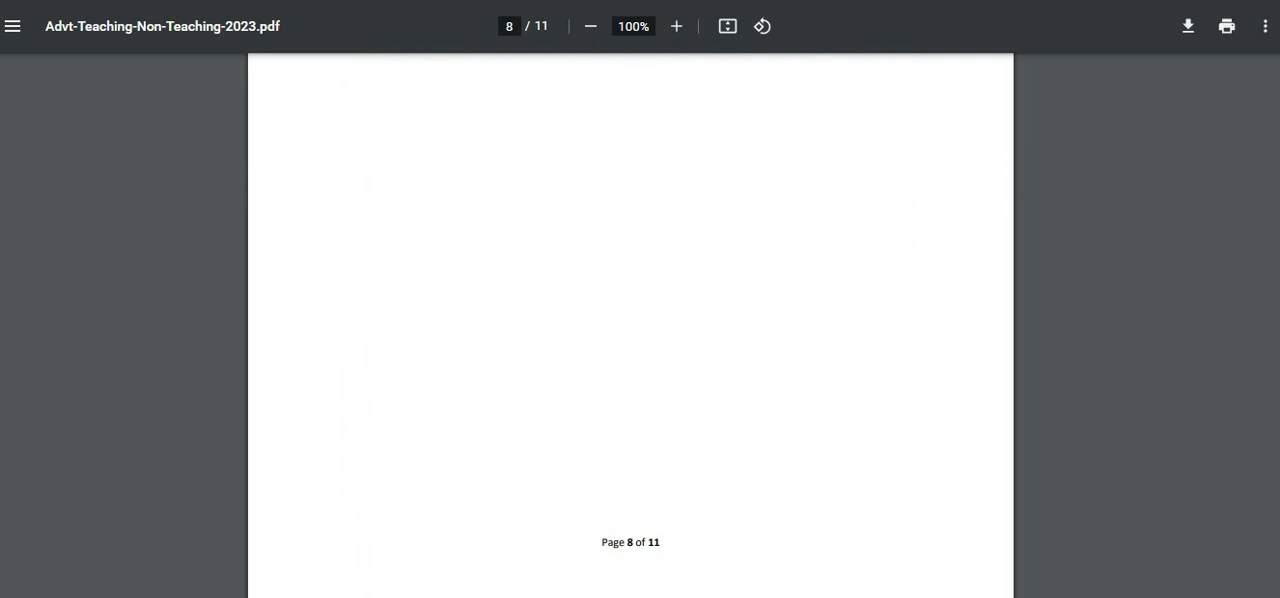 Advt-Teaching-Non-Teaching-2023.pdf 8 / 11 100%
Page 8 of 11